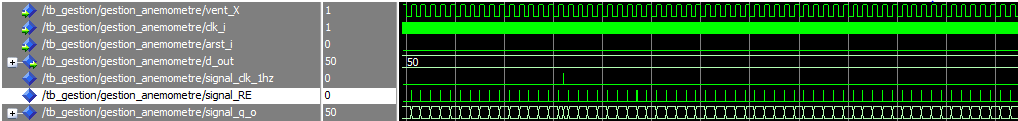 /tb_gestion/gestion_anemometre/vent_X 1
/tb_gestion/gestion_anemometre/clk_i 1
/tb_gestion/gestion_anemometre/arst_i 0
/tb_gestion/gestion_anemometre/d_out 50 50
/tb_gestion/gestion_anemometre/signal_clk_1hz 0
/tb_gestion/gestion_anemometre/signal_RE 0
/tb_gestion/gestion_anemometre/signal_q_o 50